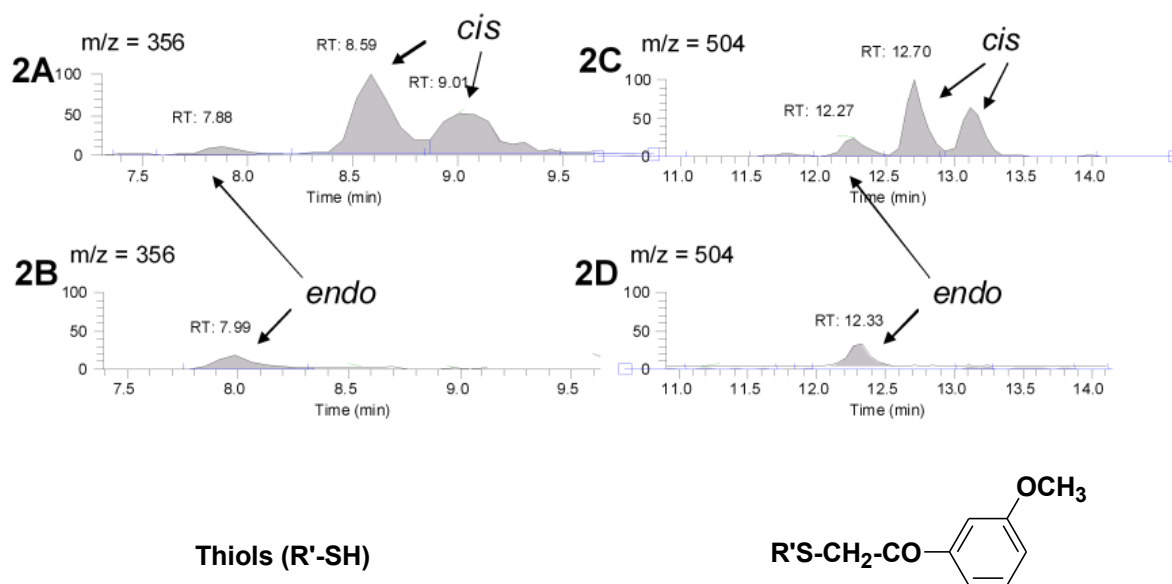 2A
m/z = 356
RT: 8.59
cis
RT: 9.01
RT: 7.88
100
50
0
7.5 8.0 8.5 9.0 9.5
Time (min)
2C
m/z = 504
RT: 12.70
cis
RT: 12.27
100
50
0
11.0 11.5 12.0 12.5 13.0 13.5 14.0
Time (min)
2B
m/z = 356
endo
RT: 7.99
100
50
0
7.5 8.0 8.5 9.0 9.5
Time (min)
2D
m/z = 504
endo
RT: 12.33
100
50
0
11.0 11.5 12.0 12.5 13.0 13.5 14.0
Time (min)
Thiols (R'-SH)
OCH3
R'S-CH2-CO